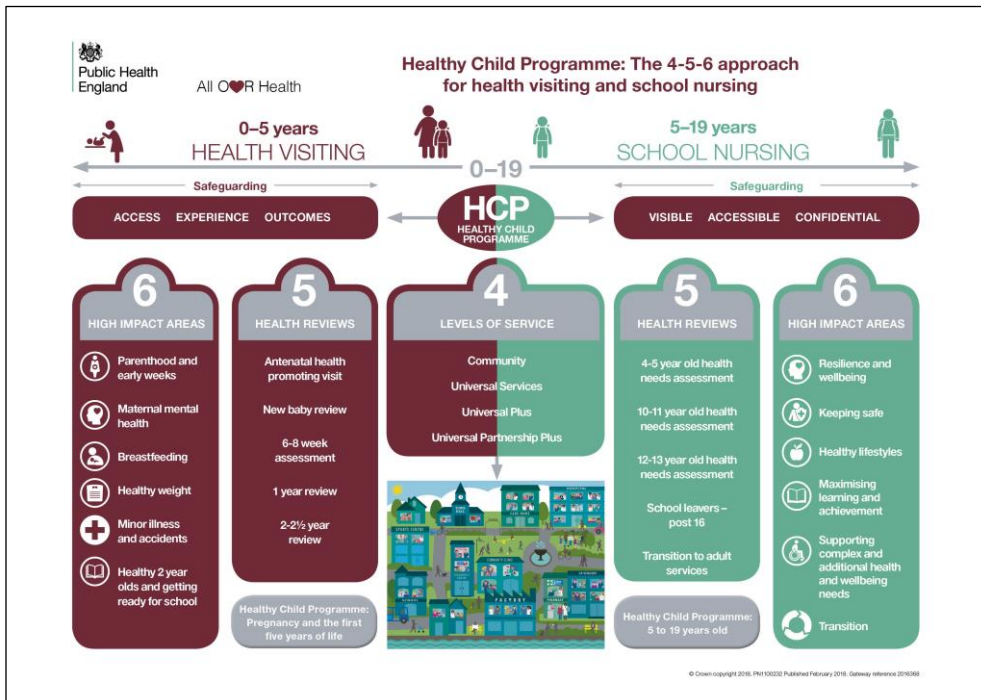 Public Health
England
All O♥R Health
Healthy Child Programme: The 4-5-6 approach
for health visiting and school nursing
0–5 years
HEALTH VISITING
5–19 years
SCHOOL NURSING
0–19
Safeguarding
Safeguarding
ACCESS EXPERIENCE OUTCOMES
HCP
HEALTHY CHILD
PROGRAMME
VISIBLE ACCESSIBLE CONFIDENTIAL
6
HIGH IMPACT AREAS
Parenthood and
early weeks
Maternal mental
health
Breastfeeding
Healthy weight
Minor illness
and accidents
Healthy 2 year
olds and getting
ready for school
5
HEALTH REVIEWS
Antenatal health
promoting visit
New baby review
6-8 week
assessment
1 year review
2-2½ year
review
Healthy Child Programme:
Pregnancy and the first
five years of life
4
LEVELS OF SERVICE
Community
Universal Services
Universal Plus
Universal Partnership Plus
FACTORY
5
HEALTH REVIEWS
4-5 year old health
needs assessment
10-11 year old health
needs assessment
12-13 year old health
needs assessment
School leavers –
post 16
Transition to adult
services
Healthy Child Programme:
5 to 19 years old
6
HIGH IMPACT AREAS
Resilience and
wellbeing
Keeping safe
Healthy lifestyles
Maximising
learning and
achievement
Supporting
complex and
additional health
and wellbeing
needs
Transition
© Crown copyright 2016. PN1100232 Published February 2016. Gateway reference 2015368